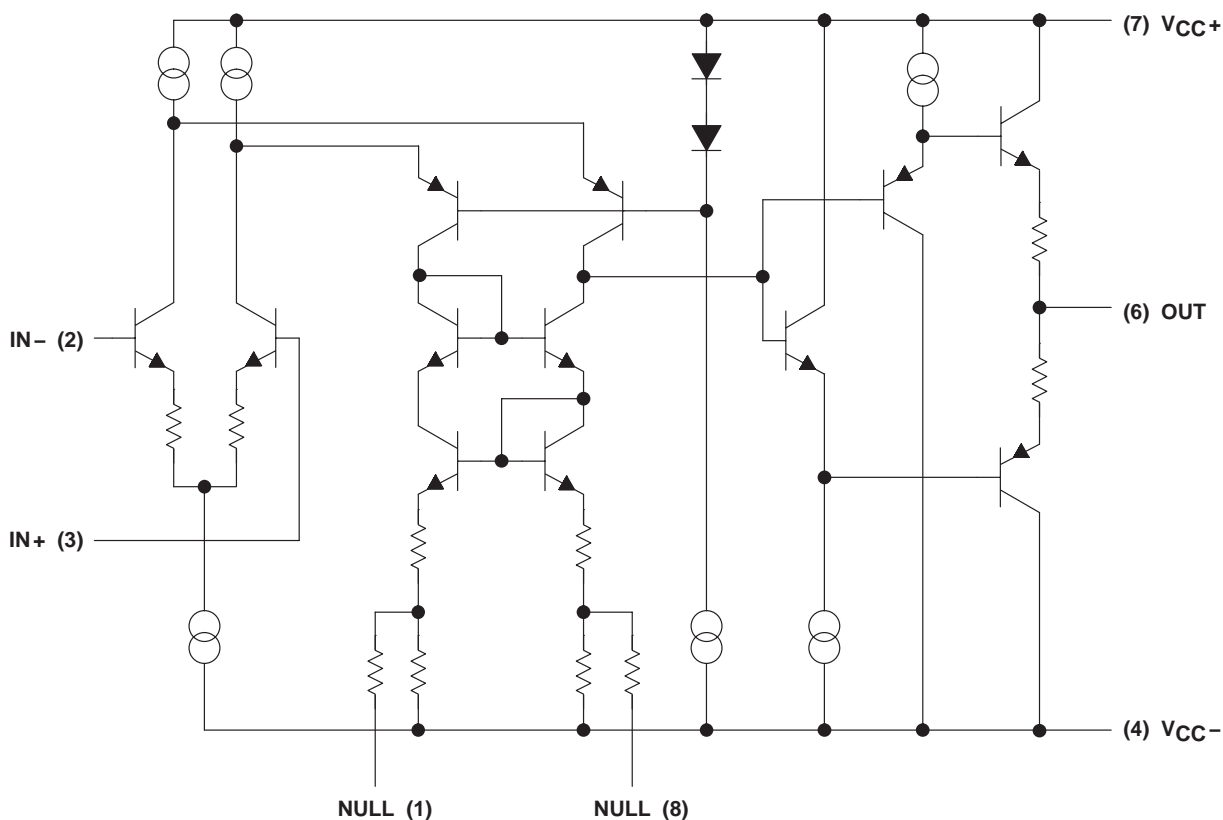 (7) VCC+
(6) OUT
IN− (2)
IN+ (3)
(4) VCC−
NULL (1)
NULL (8)